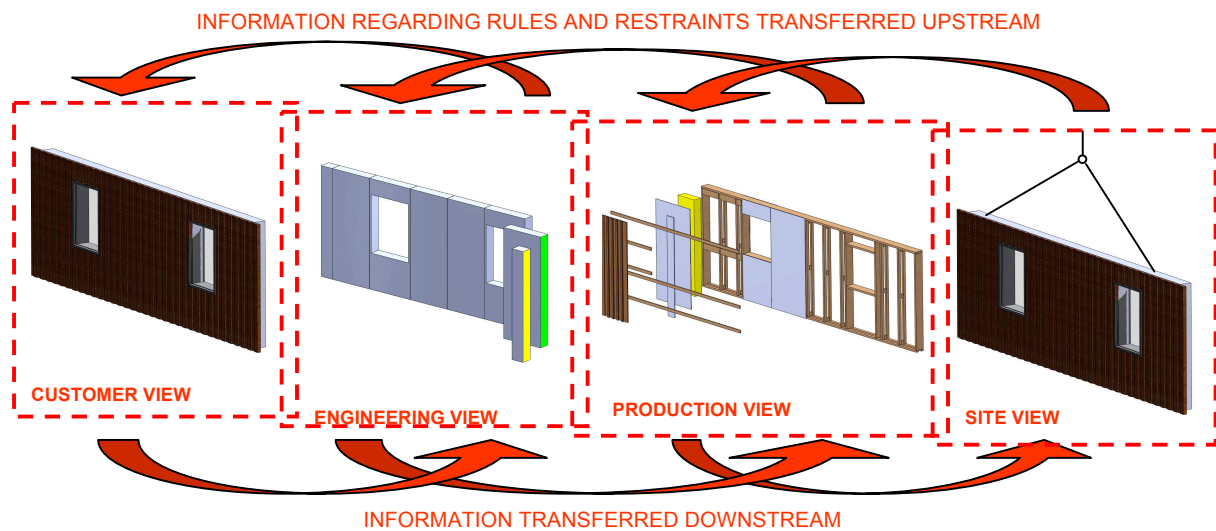 INFORMATION REGARDING RULES AND RESTRAINTS TRANSFERRED UPSTREAM
CUSTOMER VIEW
ENGINEERING VIEW
PRODUCTION VIEW
SITE VIEW
INFORMATION TRANSFERRED DOWNSTREAM